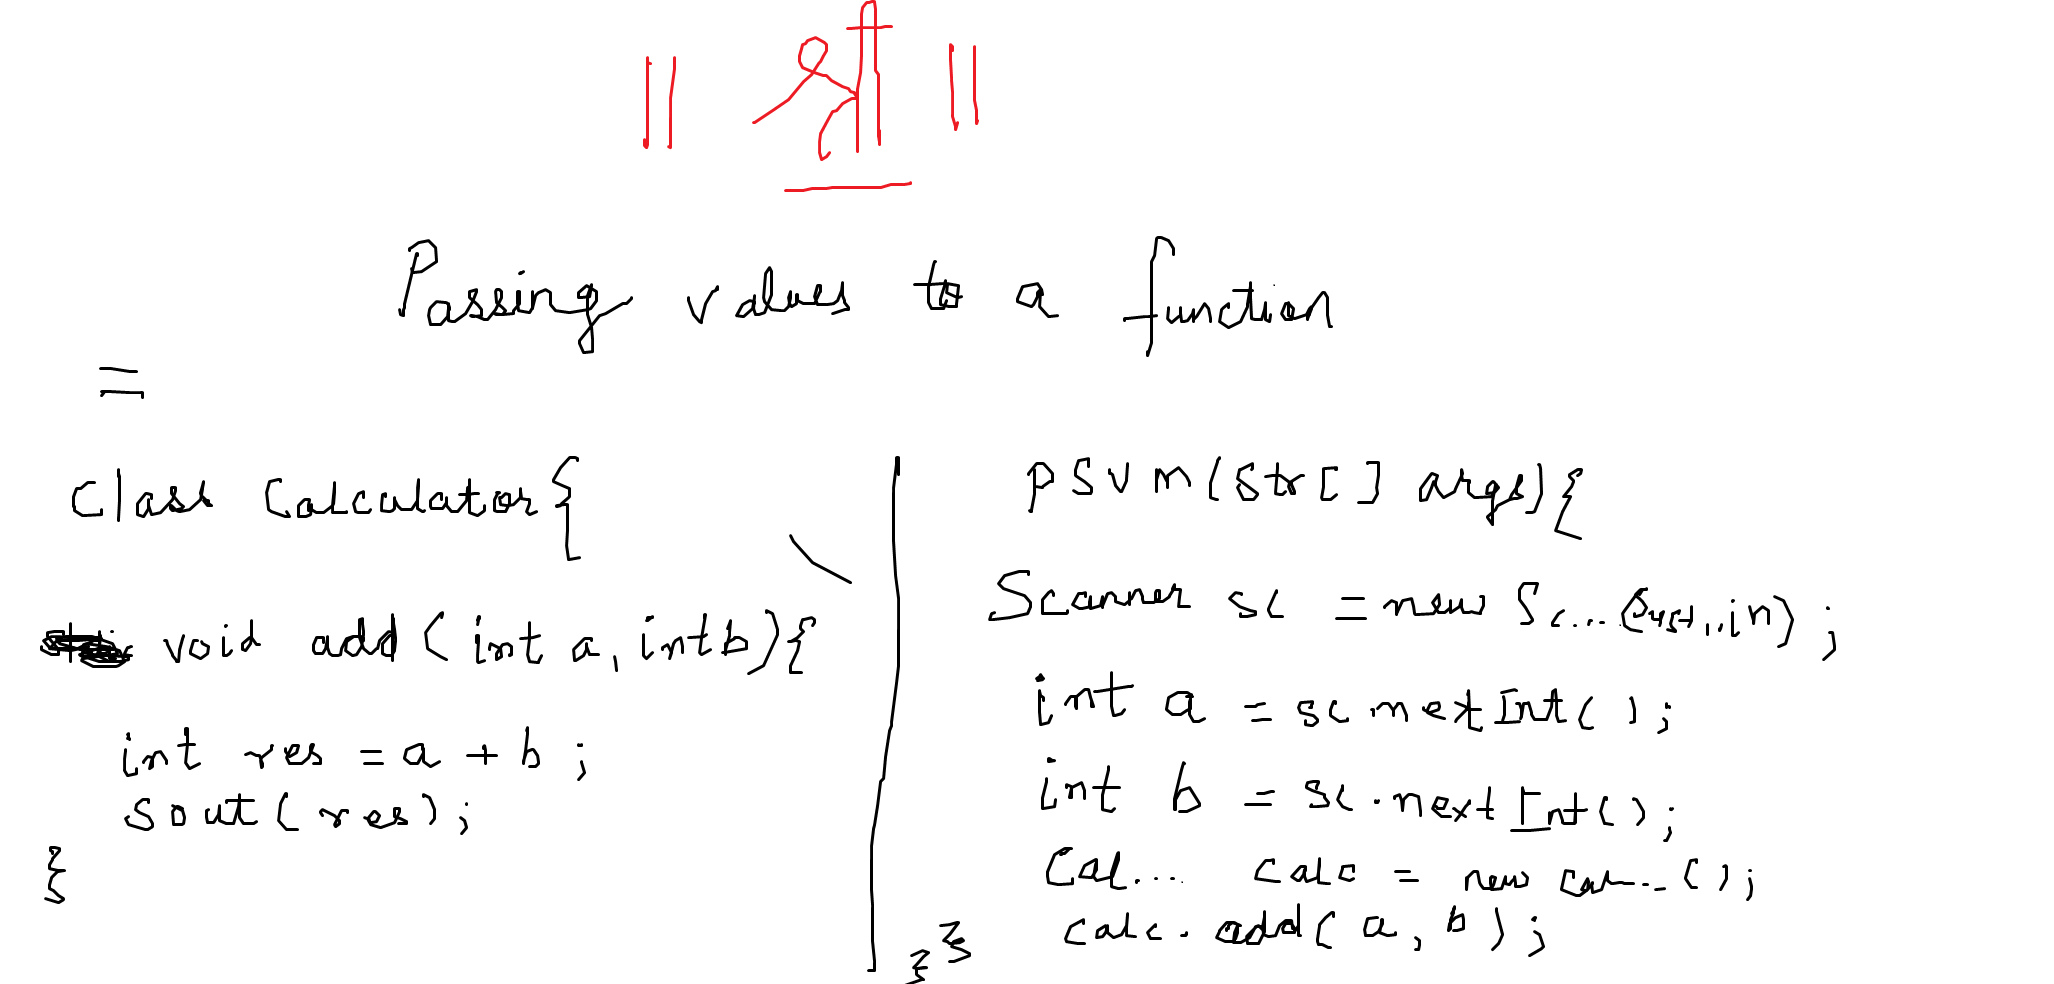 || श्री ||
Passing values to a function
=
class Calculator{
void add(int a, int b){
int res = a + b;
sout(res);
}
psvm(Str[] args){
Scanner sc = new Sc....(Syst..in);
int a = sc.nextInt();
int b = sc.nextInt();
Cal.... calc = new Cal...();
calc.add(a, b);
}}